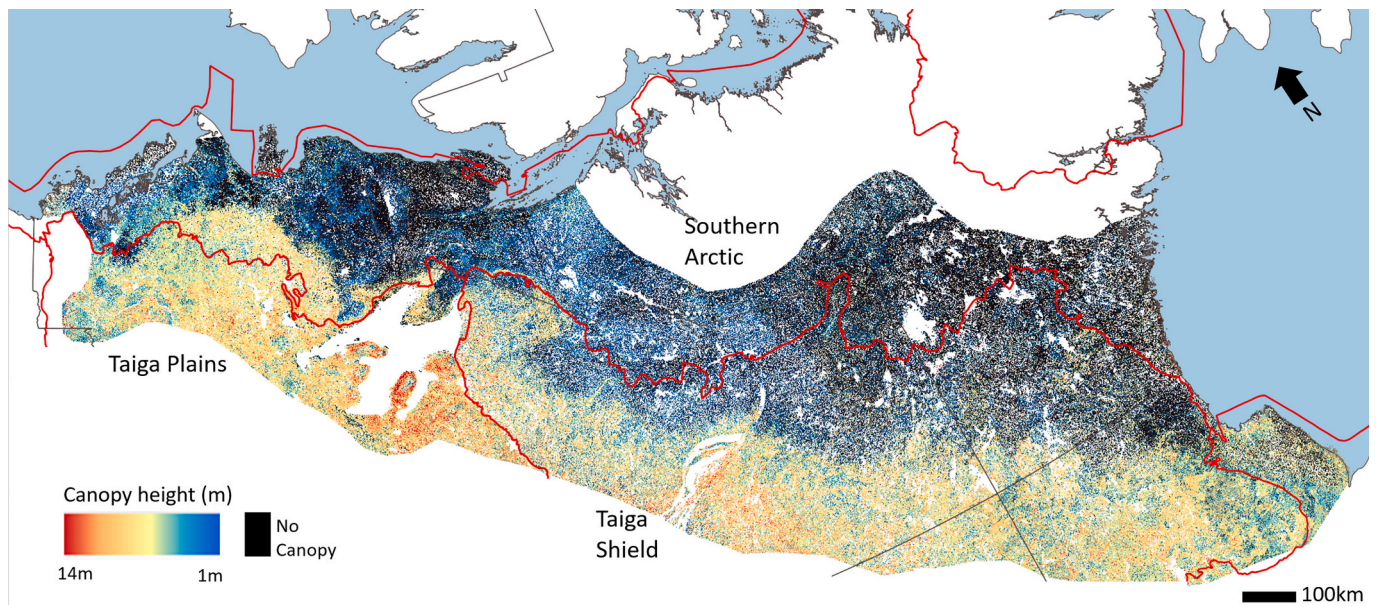 N
Southern
Arctic
Taiga Plains
Taiga
Shield
Canopy height (m)
No
Canopy
14m
1m
100km